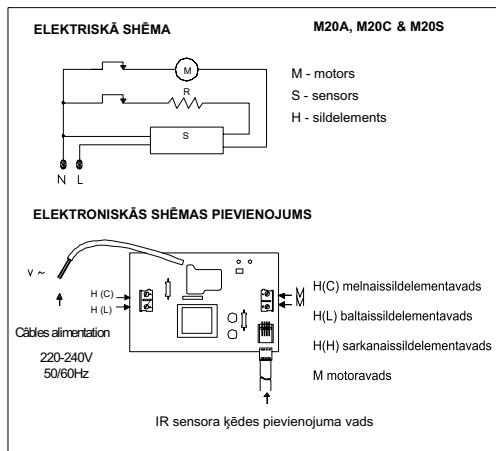 ELEKTRISKĀ SHĒMA
M20A, M20C & M20S
M
R
S
N L
M - motors
S - sensors
H - sildelements
ELEKTRONISKĀS SHĒMAS PIEVIENOJUMS
V ~
H (C)
H (L)
M
M
Câbles alimentation
220-240V
50/60Hz
H(C) melnaissildelementavads
H(L) baltaissildelementavads
H(H) sarkanaissildelementavads
M motoravads
IR sensora ķēdes pievienojuma vads